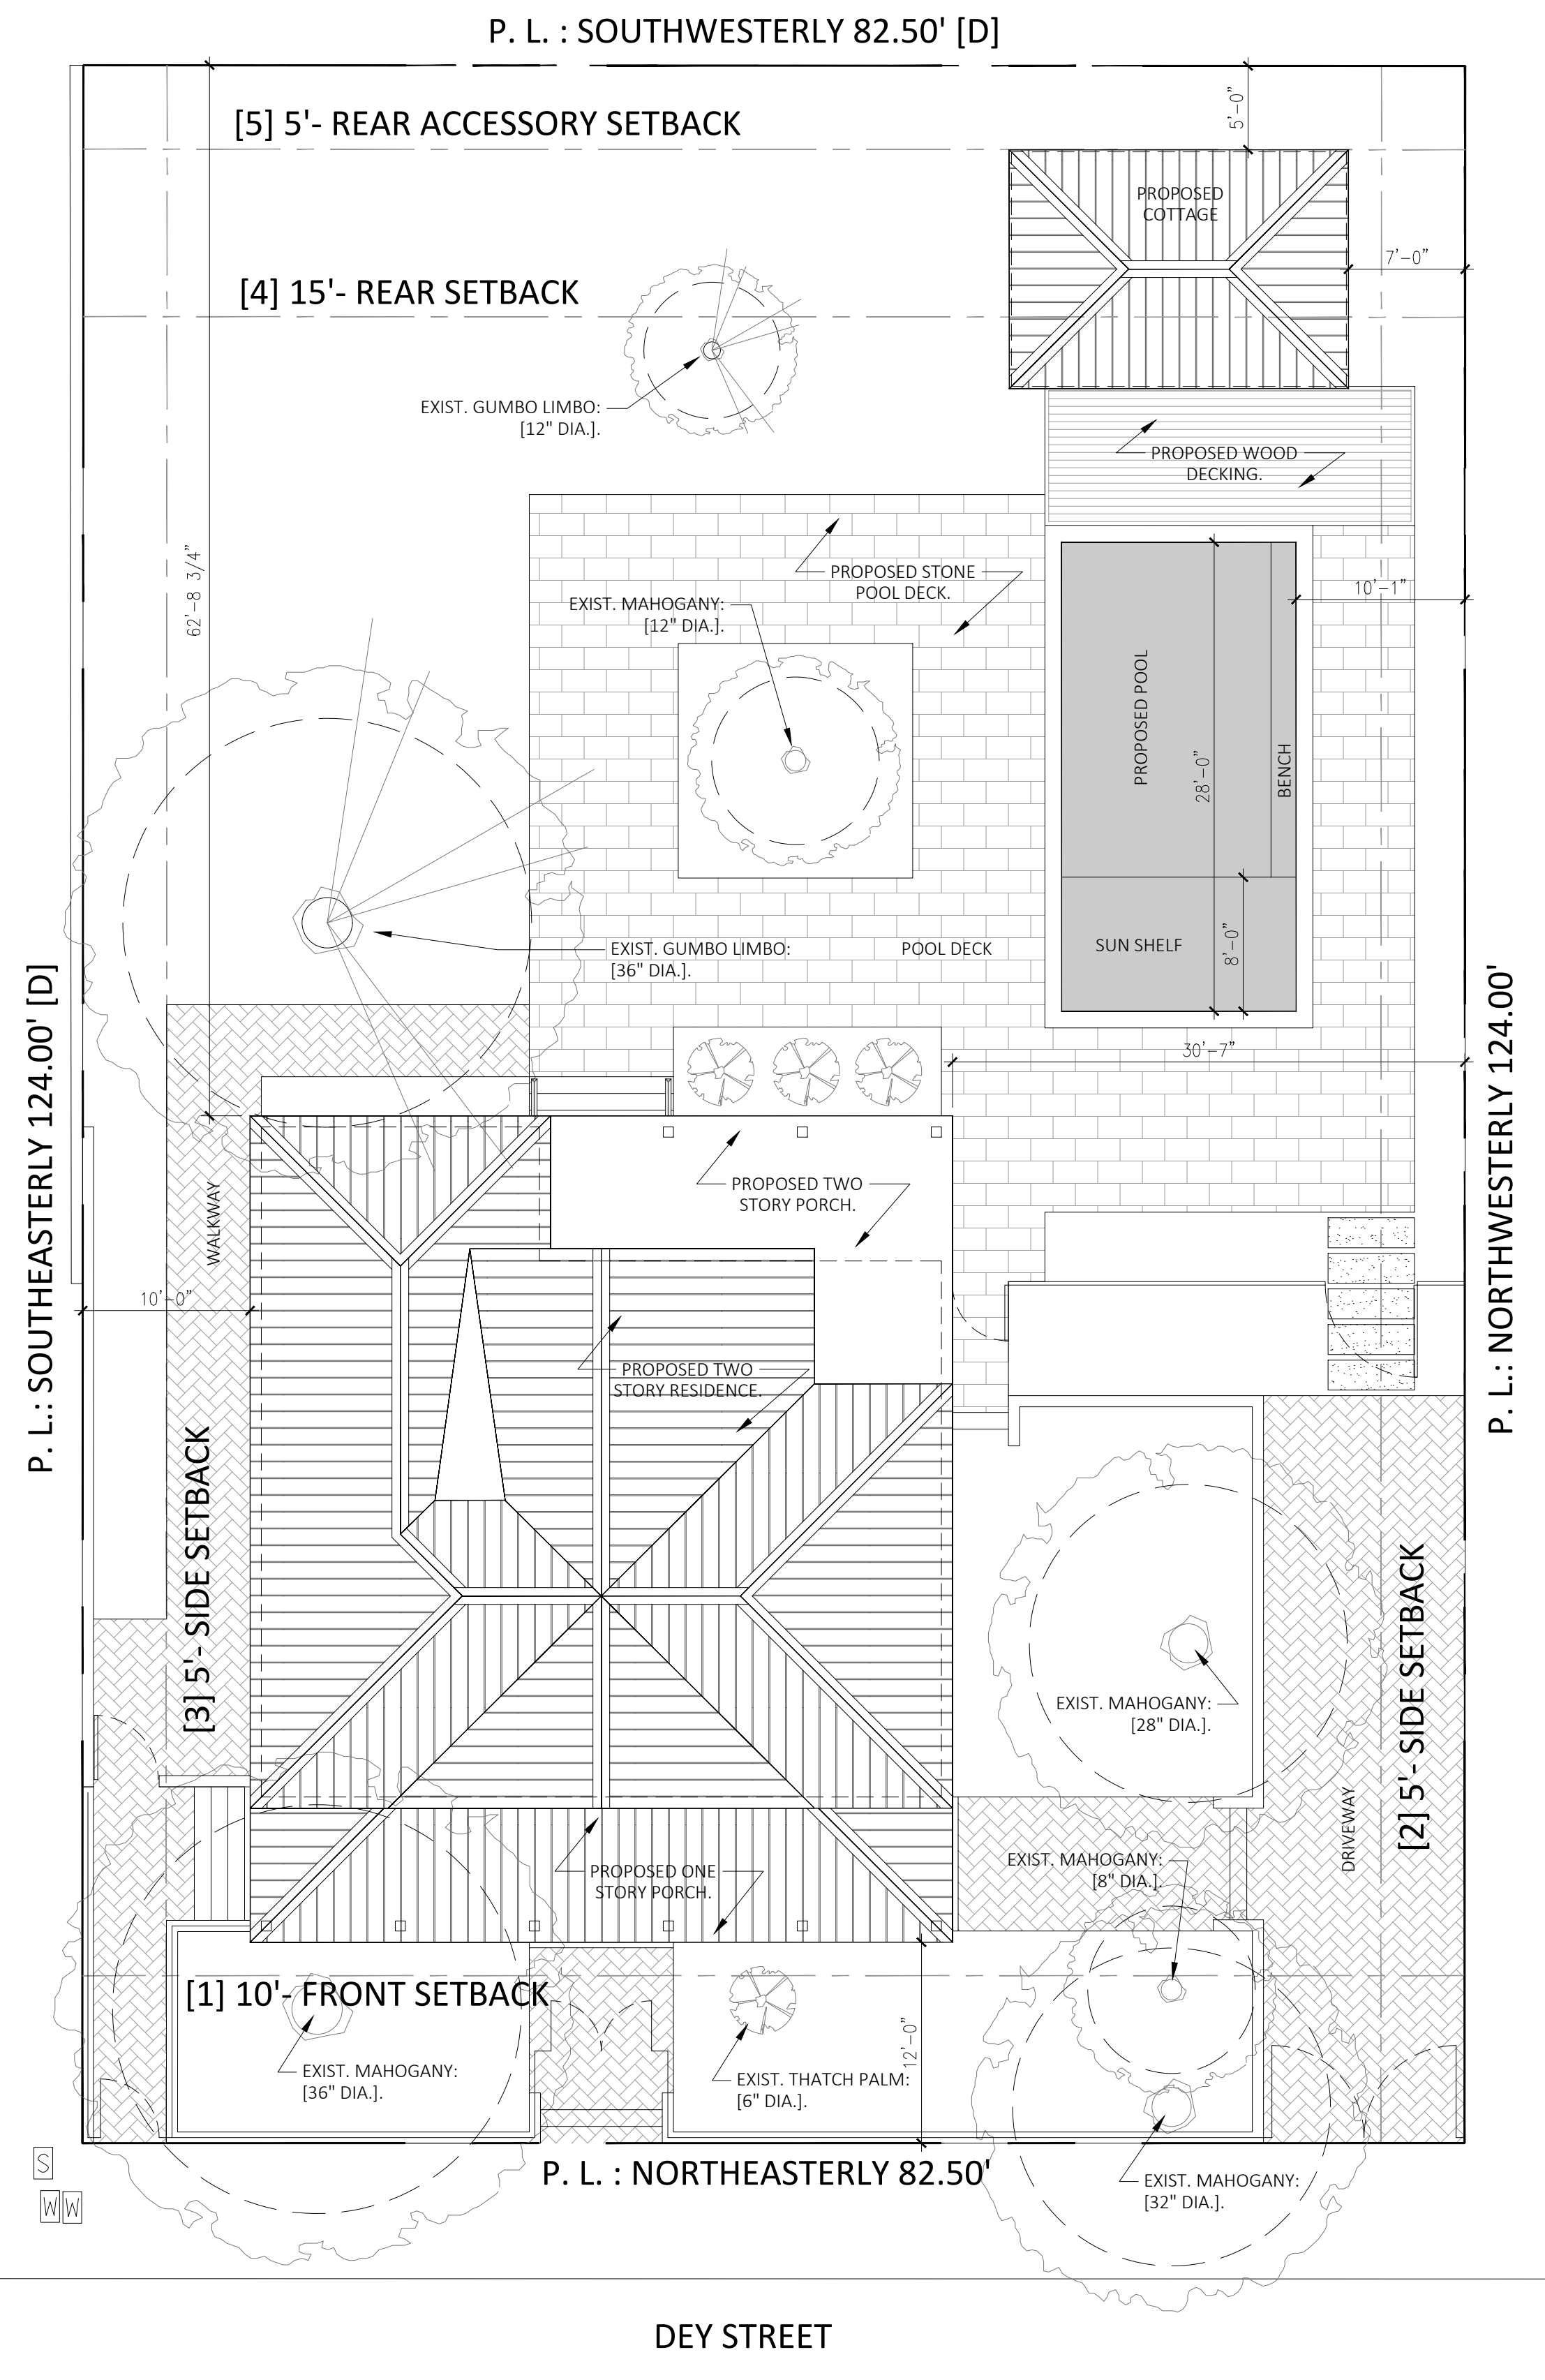 P. L. : SOUTHWESTERLY 82.50' [D]
[5] 5'- REAR ACCESSORY SETBACK
5'-0"
PROPOSED
COTTAGE
7'-0"
[4] 15'- REAR SETBACK
EXIST. GUMBO LIMBO:
[12" DIA.].
PROPOSED WOOD
DECKING.
62'-8 3/4"
PROPOSED STONE
POOL DECK.
EXIST. MAHOGANY:
[12" DIA.].
10'-1"
PROPOSED POOL
28'-0"
BENCH
EXIST. GUMBO LIMBO:
[36" DIA.].
POOL DECK
SUN SHELF
8'-0"
30'-7"
P. L.: SOUTHEASTERLY 124.00' [D]
P. L.: NORTHWESTERLY 124.00'
WALKWAY
PROPOSED TWO
STORY PORCH.
10'-0"
PROPOSED TWO
STORY RESIDENCE.
[3] 5'- SIDE SETBACK
[2] 5'- SIDE SETBACK
EXIST. MAHOGANY:
[28" DIA.].
DRIVEWAY
PROPOSED ONE
STORY PORCH.
EXIST. MAHOGANY:
[8" DIA.].
[1] 10'- FRONT SETBACK
12'-0"
EXIST. MAHOGANY:
[36" DIA.].
EXIST. THATCH PALM:
[6" DIA.].
S
W W
P. L. : NORTHEASTERLY 82.50'
EXIST. MAHOGANY:
[32" DIA.].
DEY STREET